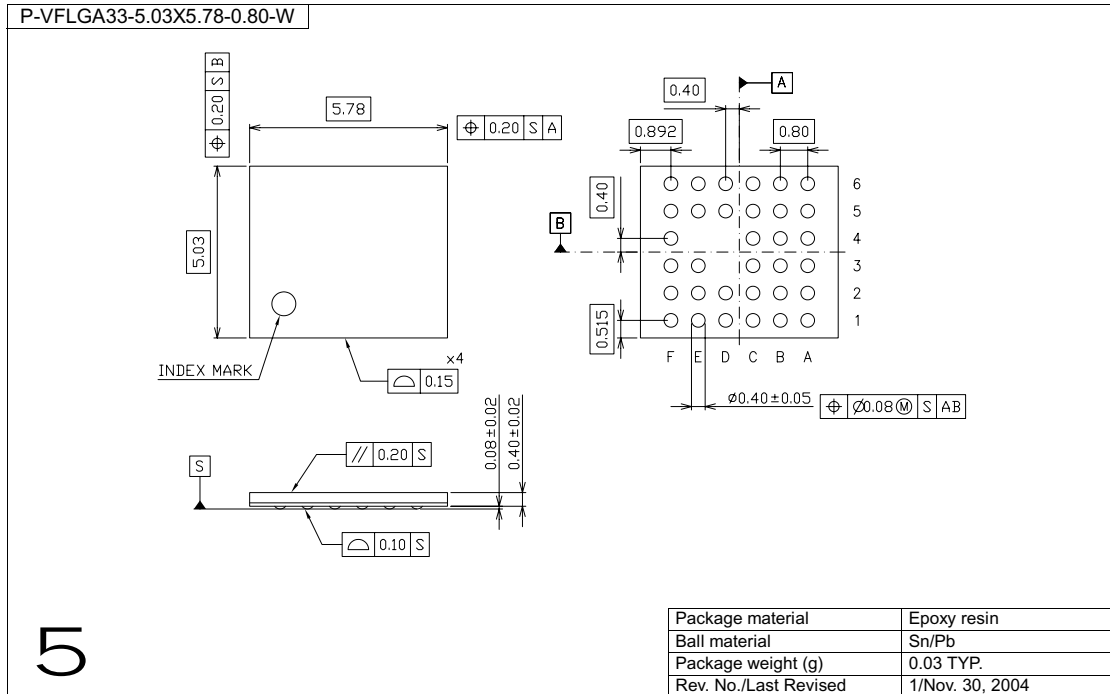 P-VFLGA33-5.03X5.78-0.80-W
⌖ 0.20 S B
5.78
⌖ 0.20 S A
5.03
INDEX MARK
x4
⌓ 0.15
0.40
A
0.892
0.80
0.40
B
0.515
6
5
4
3
2
1
F E D C B A
⌀0.40±0.05
⌖ ⌀0.08Ⓜ S AB
// 0.20 S
0.08±0.02
0.40±0.02
S
⌓ 0.10 S
5
Package material Epoxy resin
Ball material Sn/Pb
Package weight (g) 0.03 TYP.
Rev. No./Last Revised 1/Nov. 30, 2004